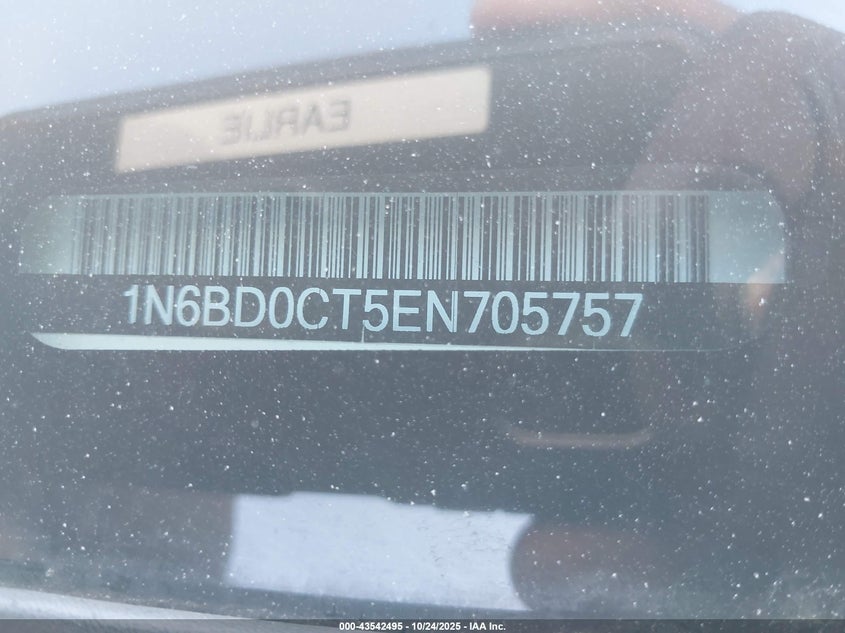 EARLIE
1N6BD0CT5EN705757
000-43542495 - 10/24/2025 - IAA Inc.